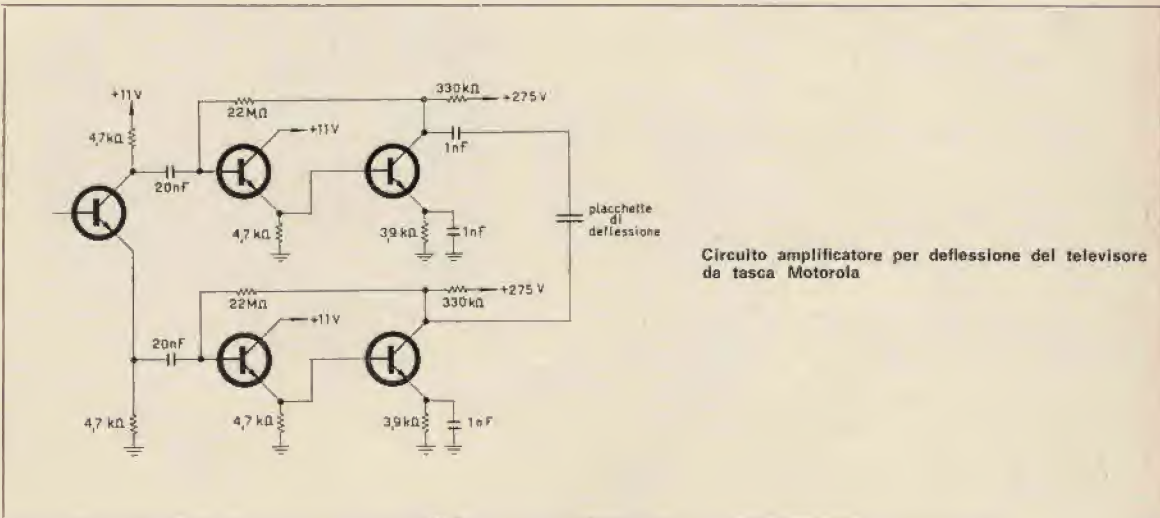 +11V
4,7kΩ
20nF
22MΩ
+11V
4,7kΩ
330kΩ
+275V
1nF
3,9kΩ
1nF
placchette
di
deflessione
Circuito amplificatore per deflessione del televisore
da tasca Motorola
20nF
4,7kΩ
22MΩ
+11V
4,7kΩ
+275V
330kΩ
3,9kΩ
1nF